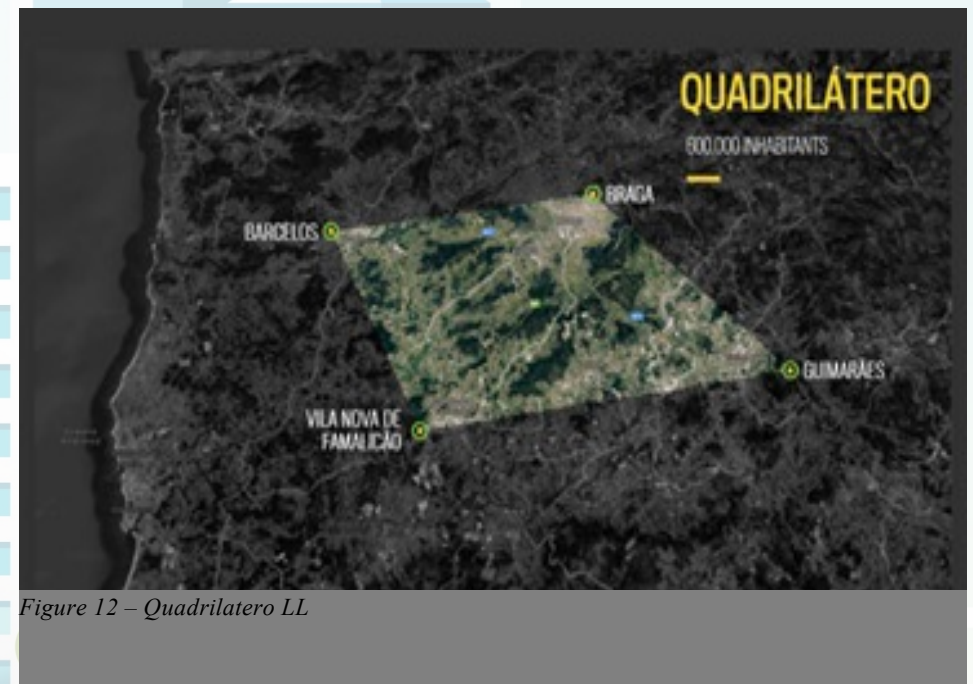 QUADRILÁTERO
600.000 INHABITANTS
BRAGA
BARCELOS
GUIMARÃES
VILA NOVA DE
FAMALICÃO
Figure 12 – Quadrilatero LL